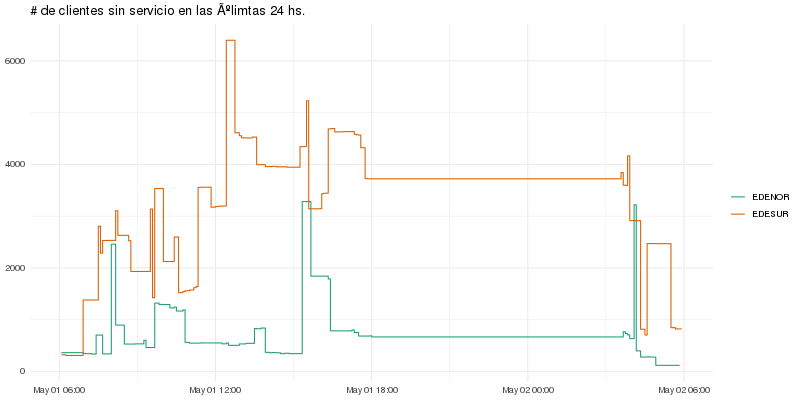 # de clientes sin servicio en las Ãºlimtas 24 hs.
6000
4000
2000
0
May 01 06:00
May 01 12:00
May 01 18:00
May 02 00:00
May 02 06:00
EDENOR
EDESUR